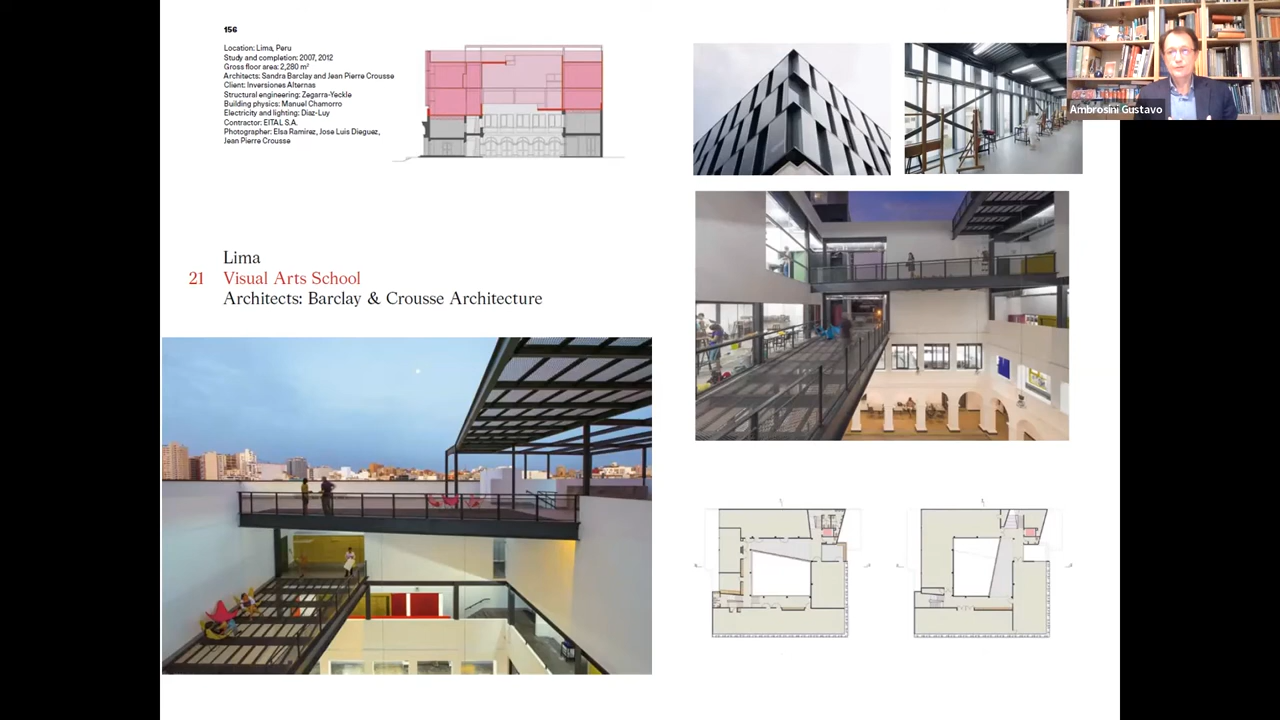 156
Location: Lima, Peru
Study and completion: 2007, 2012
Gross floor area: 2,280 m²
Architects: Sandra Barclay and Jean Pierre Crousse
Client: Inversiones Alternas
Structural engineering: Zegarra-Yeckle
Building physics: Manuel Chamorro
Electricity and lighting: Diaz-Luy
Contractor: EITAL S.A.
Photographer: Elsa Ramirez, Jose Luis Dieguez,
Jean Pierre Crousse
Lima
21 Visual Arts School
Architects: Barclay & Crousse Architecture
Ambrosini Gustavo